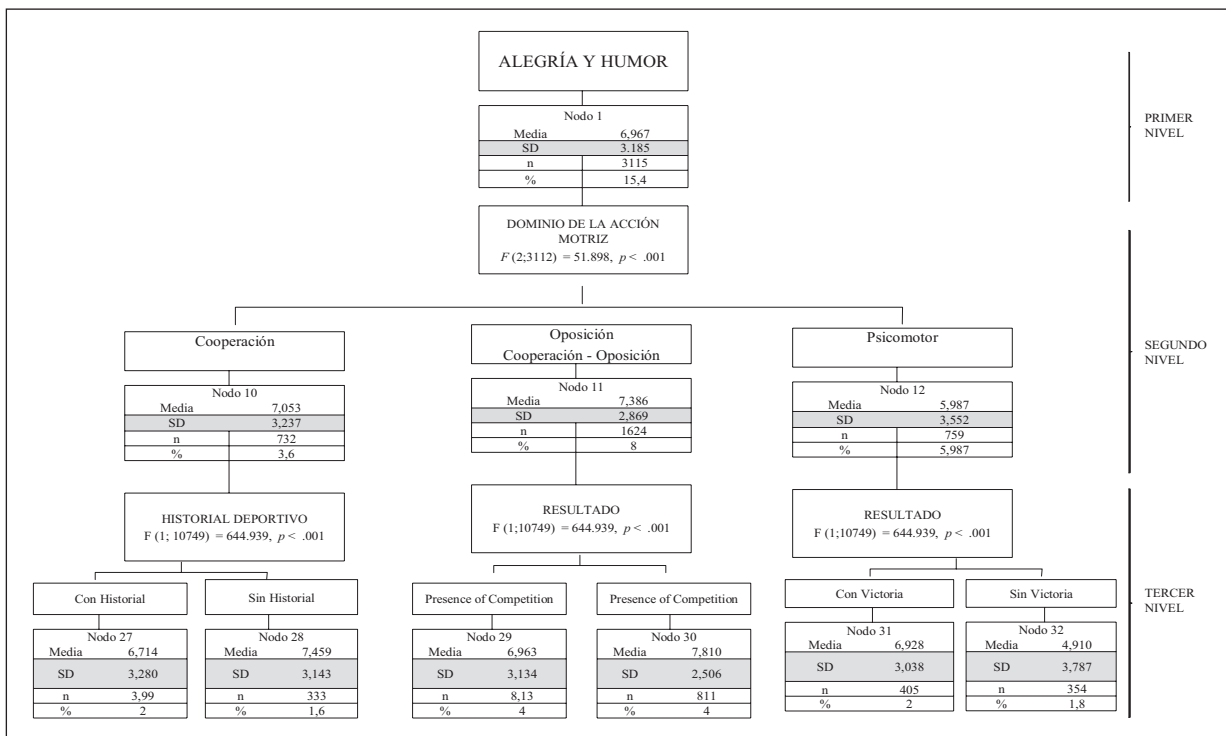 ALEGRÍA Y HUMOR
Nodo 1
Media 6,967
SD 3.185
n 3115
% 15,4
PRIMER
NIVEL
DOMINIO DE LA ACCIÓN
MOTRIZ
F (2;3112) = 51.898, p < .001
Cooperación
Nodo 10
Media 7,053
SD 3,237
n 732
% 3,6
Oposición
Cooperación - Oposición
Nodo 11
Media 7,386
SD 2,869
n 1624
% 8
Psicomotor
Nodo 12
Media 5,987
SD 3,552
n 759
% 5,987
SEGUNDO
NIVEL
HISTORIAL DEPORTIVO
F (1; 10749) = 644.939, p < .001
RESULTADO
F (1;10749) = 644.939, p < .001
RESULTADO
F (1;10749) = 644.939, p < .001
Con Historial
Nodo 27
Media 6,714
SD 3,280
n 3,99
% 2
Sin Historial
Nodo 28
Media 7,459
SD 3,143
n 333
% 1,6
Presence of Competition
Nodo 29
Media 6,963
SD 3,134
n 8,13
% 4
Presence of Competition
Nodo 30
Media 7,810
SD 2,506
n 811
% 4
Con Victoria
Nodo 31
Media 6,928
SD 3,038
n 405
% 2
Sin Victoria
Nodo 32
Media 4,910
SD 3,787
n 354
% 1,8
TERCER
NIVEL